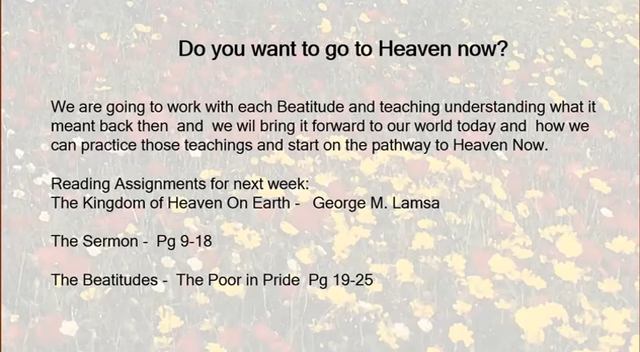 Do you want to go to Heaven now?
We are going to work with each Beatitude and teaching understanding what it
meant back then and we wil bring it forward to our world today and how we
can practice those teachings and start on the pathway to Heaven Now.
Reading Assignments for next week:
The Kingdom of Heaven On Earth - George M. Lamsa
The Sermon - Pg 9-18
The Beatitudes - The Poor in Pride Pg 19-25